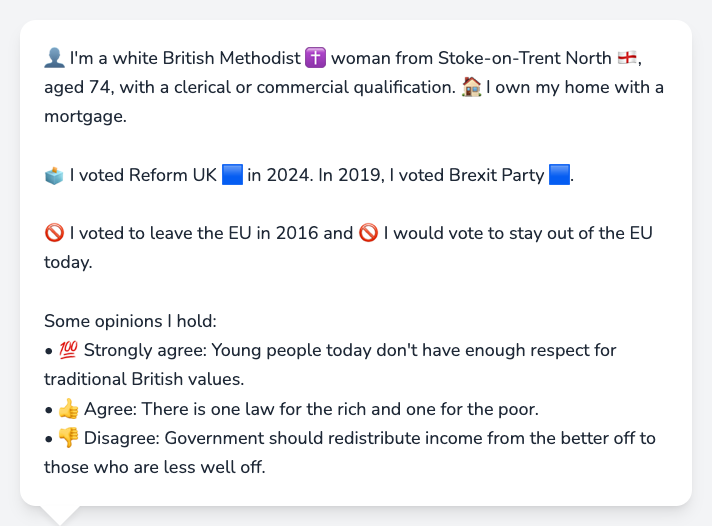 👤 I'm a white British Methodist ✝️ woman from Stoke-on-Trent North 🏴󠁧󠁢󠁥󠁮󠁧󠁿,
aged 74, with a clerical or commercial qualification. 🏠 I own my home with a
mortgage.
🗳️ I voted Reform UK 🟦 in 2024. In 2019, I voted Brexit Party 🟦.
🚫 I voted to leave the EU in 2016 and 🚫 I would vote to stay out of the EU
today.
Some opinions I hold:
• 💯 Strongly agree: Young people today don't have enough respect for
traditional British values.
• 👍 Agree: There is one law for the rich and one for the poor.
• 👎 Disagree: Government should redistribute income from the better off to
those who are less well off.